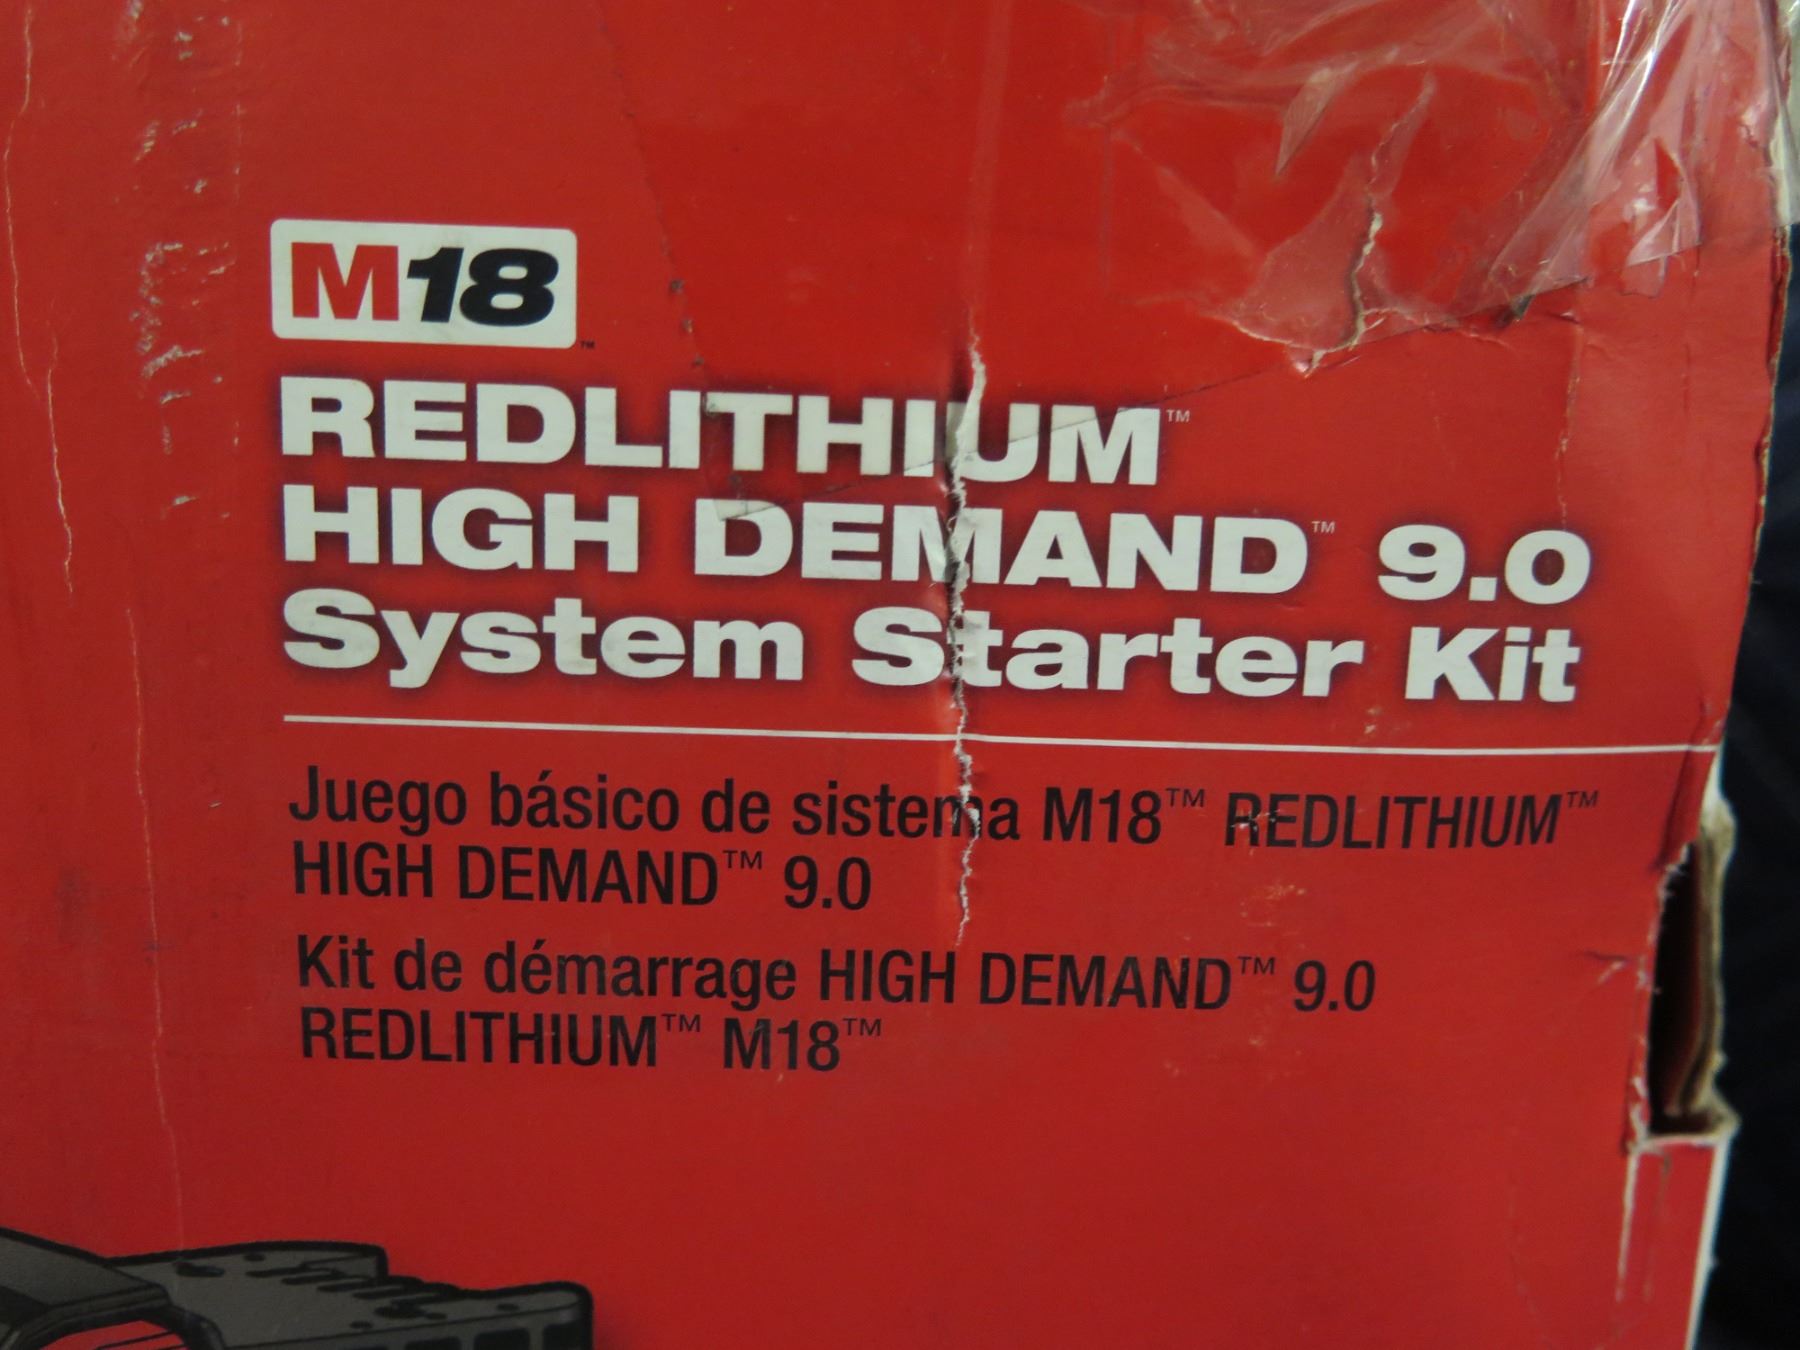 M18™
REDLITHIUM™
HIGH DEMAND™ 9.0
System Starter Kit
Juego básico de sistema M18™ REDLITHIUM™
HIGH DEMAND™ 9.0
Kit de démarrage HIGH DEMAND™ 9.0
REDLITHIUM™ M18™